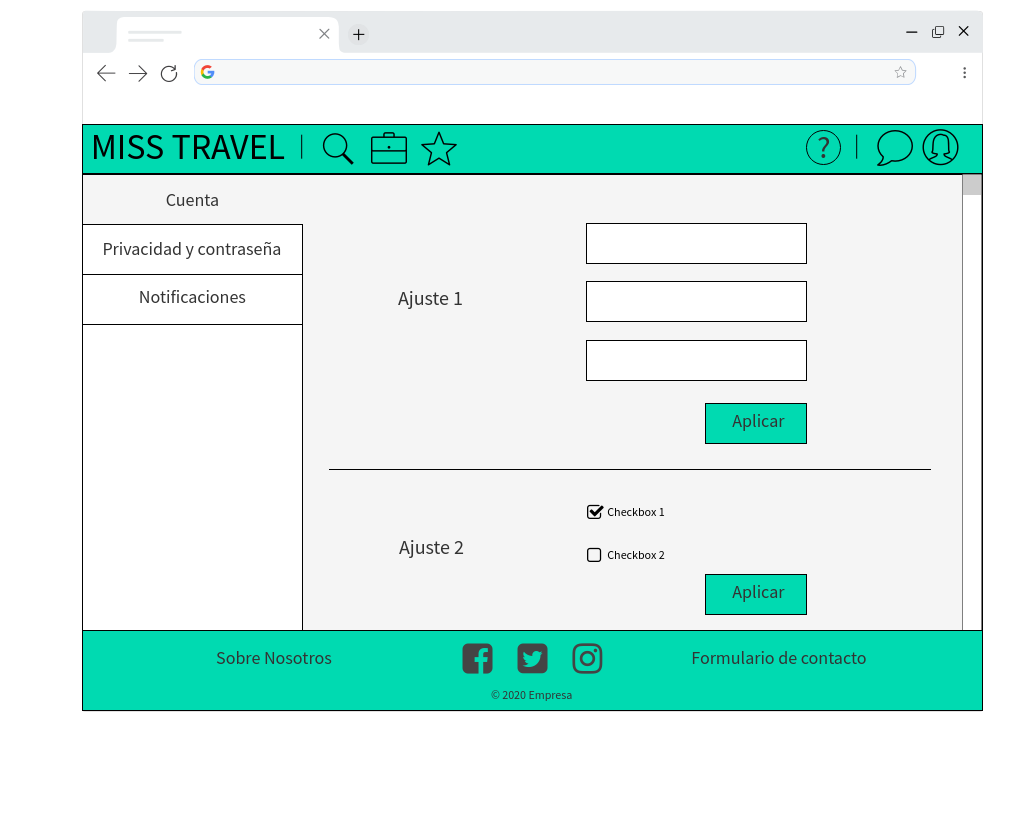 MISS TRAVEL
?
Cuenta
Privacidad y contraseña
Notificaciones
Ajuste 1
Aplicar
Ajuste 2
Checkbox 1
Checkbox 2
Aplicar
Sobre Nosotros
Formulario de contacto
© 2020 Empresa